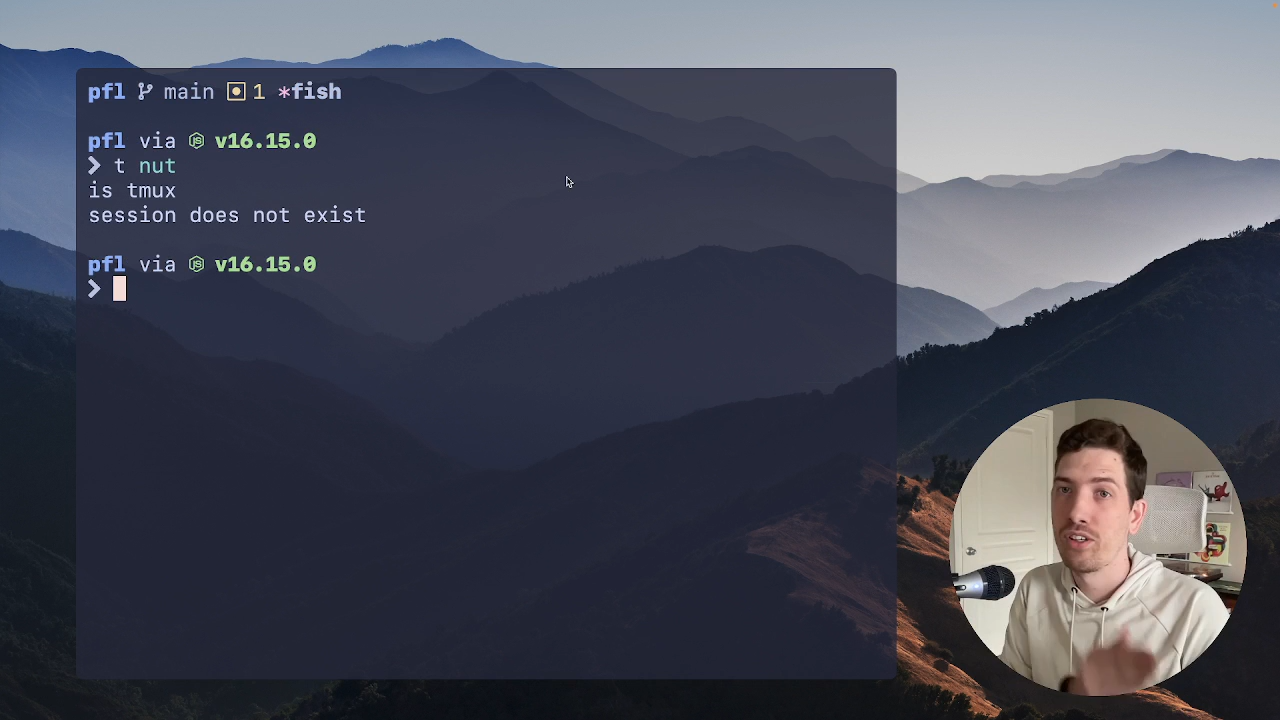 pfl main 1 *fish
pfl via v16.15.0
❯ t nut
is tmux
session does not exist
pfl via v16.15.0
❯